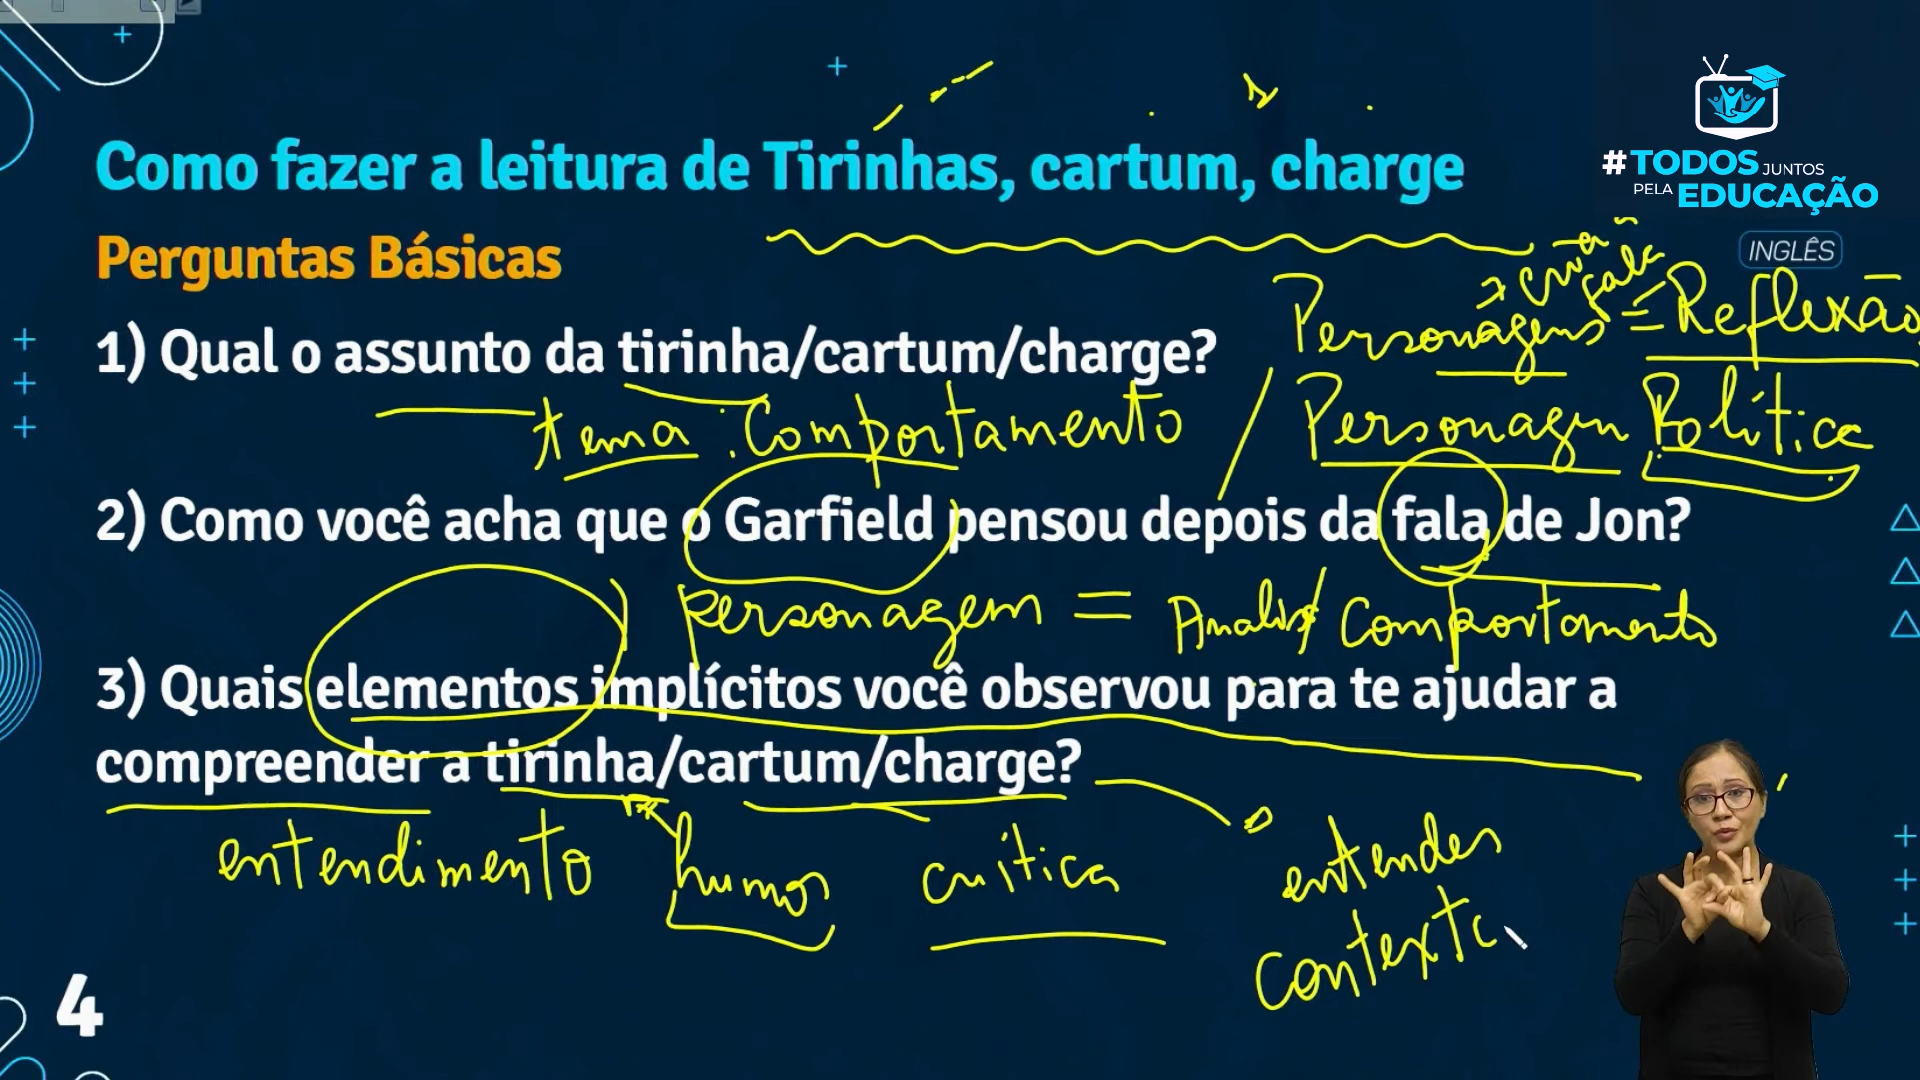 #TODOS JUNTOS
PELA EDUCAÇÃO
INGLÊS
Como fazer a leitura de Tirinhas, cartum, charge
Perguntas Básicas
fala
Personagens = Reflexão
1) Qual o assunto da tirinha/cartum/charge?
tema : Comportamento / Personagem Política
2) Como você acha que o Garfield pensou depois da fala de Jon?
personagem = Comportamento
3) Quais elementos implícitos você observou para te ajudar a
compreender a tirinha/cartum/charge?
entendimento humor crítica entender
contexto
4